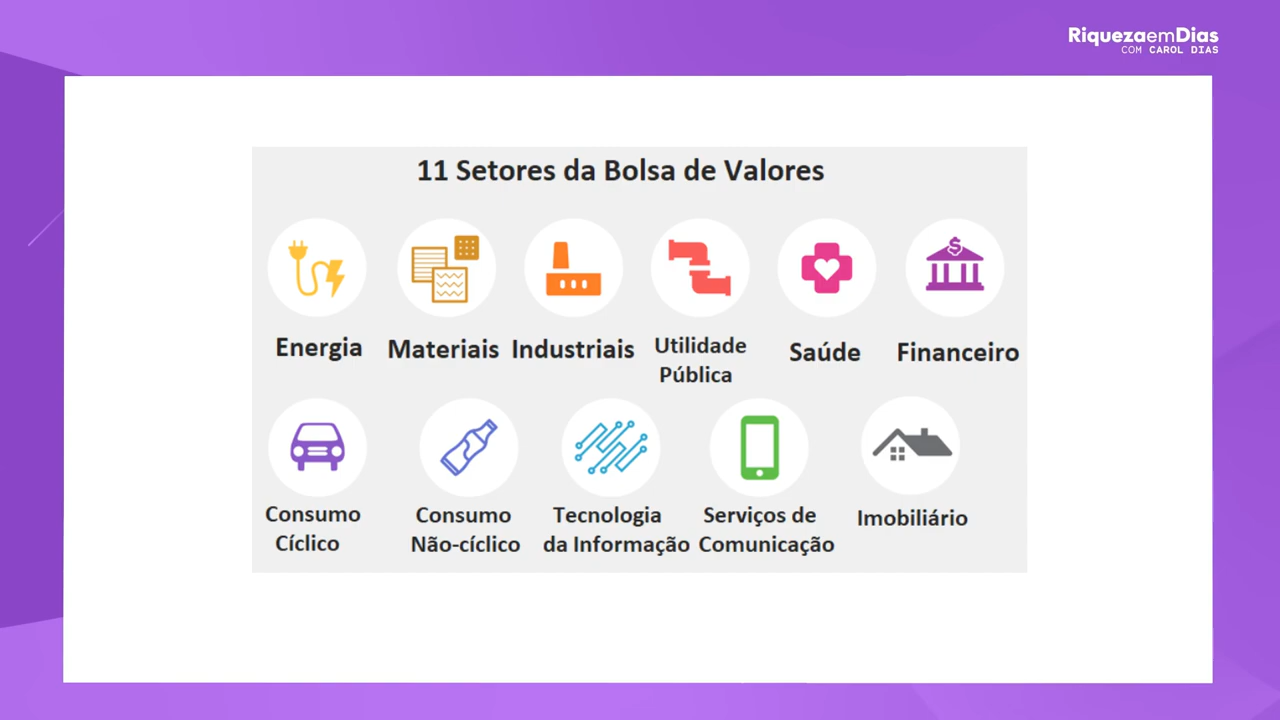 RiquezaemDias
COM CAROL DIAS
11 Setores da Bolsa de Valores
$
Energia
Materiais
Industriais
Utilidade
Pública
Saúde
Financeiro
Consumo
Cíclico
Consumo
Não-cíclico
Tecnologia
da Informação
Serviços de
Comunicação
Imobiliário